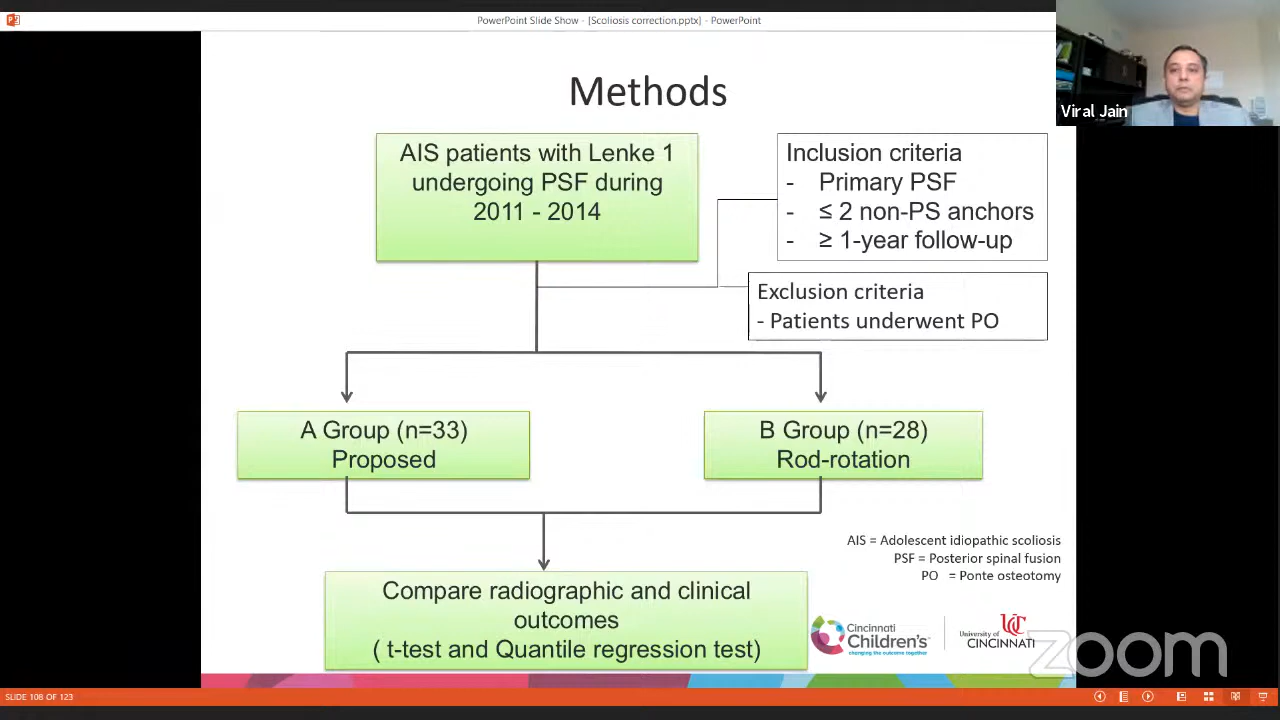 PowerPoint Slide Show - [Scoliosis correction.pptx] - PowerPoint
Viral Jain
Methods
AIS patients with Lenke 1
undergoing PSF during
2011 - 2014
Inclusion criteria
- Primary PSF
- ≤ 2 non-PS anchors
- ≥ 1-year follow-up
Exclusion criteria
- Patients underwent PO
A Group (n=33)
Proposed
B Group (n=28)
Rod-rotation
AIS = Adolescent idiopathic scoliosis
PSF = Posterior spinal fusion
PO = Ponte osteotomy
Compare radiographic and clinical
outcomes
( t-test and Quantile regression test)
Cincinnati
Children's
changing the outcome together
University of
CINCINNATI
zoom
SLIDE 108 OF 123